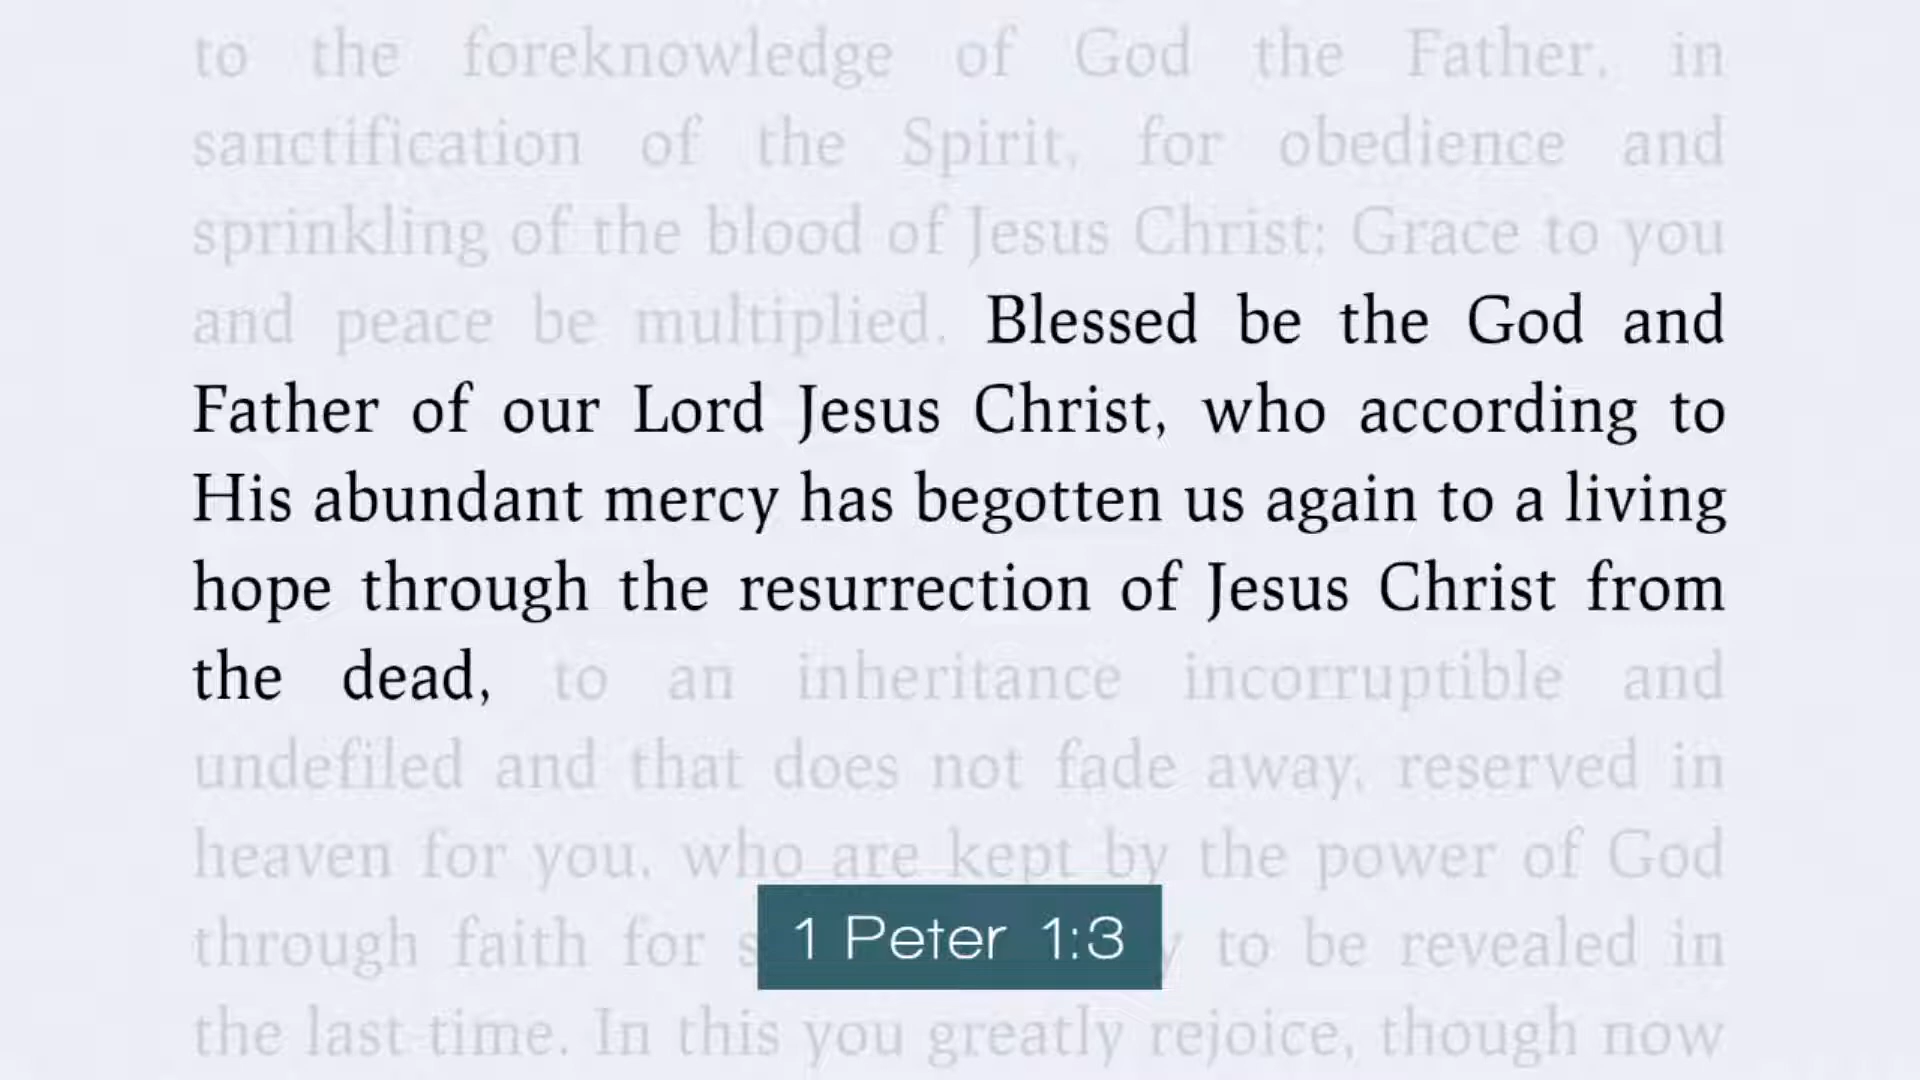 to the foreknowledge of God the Father, in
sanctification of the Spirit, for obedience and
sprinkling of the blood of Jesus Christ: Grace to you
and peace be multiplied. Blessed be the God and
Father of our Lord Jesus Christ, who according to
His abundant mercy has begotten us again to a living
hope through the resurrection of Jesus Christ from
the dead, to an inheritance incorruptible and
undefiled and that does not fade away, reserved in
heaven for you, who are kept by the power of God
through faith for to be revealed in
1 Peter 1:3
the last time. In this you greatly rejoice, though now